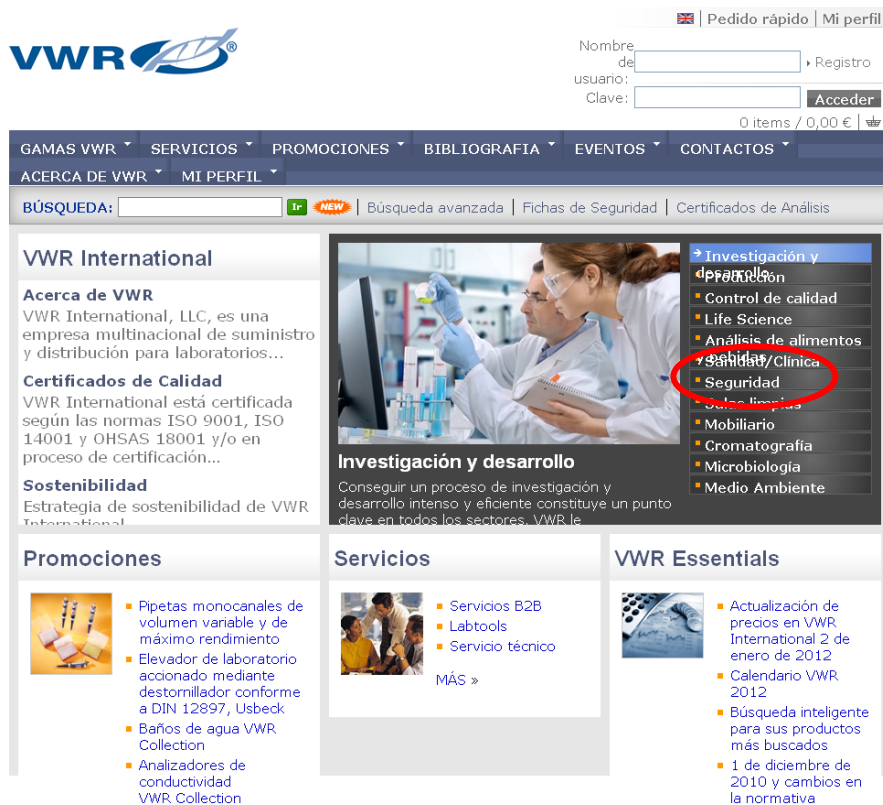 Pedido rápido | Mi perfil
VWR®
Nombre
de
usuario:
Registro
Clave:
Acceder
0 items / 0,00 € |
GAMAS VWR SERVICIOS PROMOCIONES BIBLIOGRAFIA EVENTOS CONTACTOS
ACERCA DE VWR MI PERFIL
BÚSQUEDA: Ir NEW | Búsqueda avanzada | Fichas de Seguridad | Certificados de Análisis
VWR International
Acerca de VWR
VWR International, LLC, es una
empresa multinacional de suministro
y distribución para laboratorios...
Certificados de Calidad
VWR International está certificada
según las normas ISO 9001, ISO
14001 y OHSAS 18001 y/o en
proceso de certificación...
Sostenibilidad
Estrategia de sostenibilidad de VWR
International
Investigación y desarrollo
Conseguir un proceso de investigación y
desarrollo intenso y eficiente constituye un punto
clave en todos los sectores. VWR le
Investigación y
desarrollo
Producción
Control de calidad
Life Science
Análisis de alimentos
y bebidas
Sanidad/Clínica
Seguridad
Salas limpias
Mobiliario
Cromatografía
Microbiología
Medio Ambiente
Promociones
Pipetas monocanales de
volumen variable y de
máximo rendimiento
Elevador de laboratorio
accionado mediante
destornillador conforme
a DIN 12897, Usbeck
Baños de agua VWR
Collection
Analizadores de
conductividad
VWR Collection
Servicios
Servicios B2B
Labtools
Servicio técnico
MÁS »
VWR Essentials
Actualización de
precios en VWR
International 2 de
enero de 2012
Calendario VWR
2012
Búsqueda inteligente
para sus productos
más buscados
1 de diciembre de
2010 y cambios en
la normativa